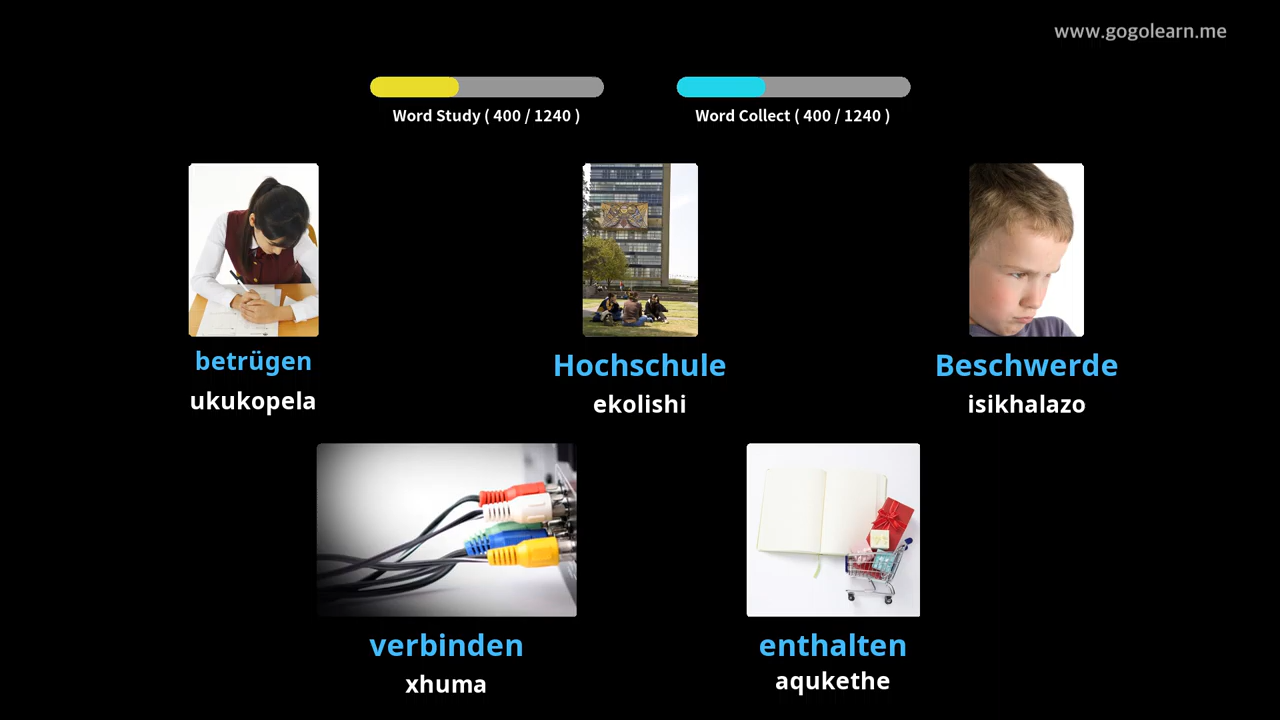 www.gogolearn.me
Word Study ( 400 / 1240 )
Word Collect ( 400 / 1240 )
betrügen
ukukopela
Hochschule
ekolishi
Beschwerde
isikhalazo
verbinden
xhuma
enthalten
aqukethe